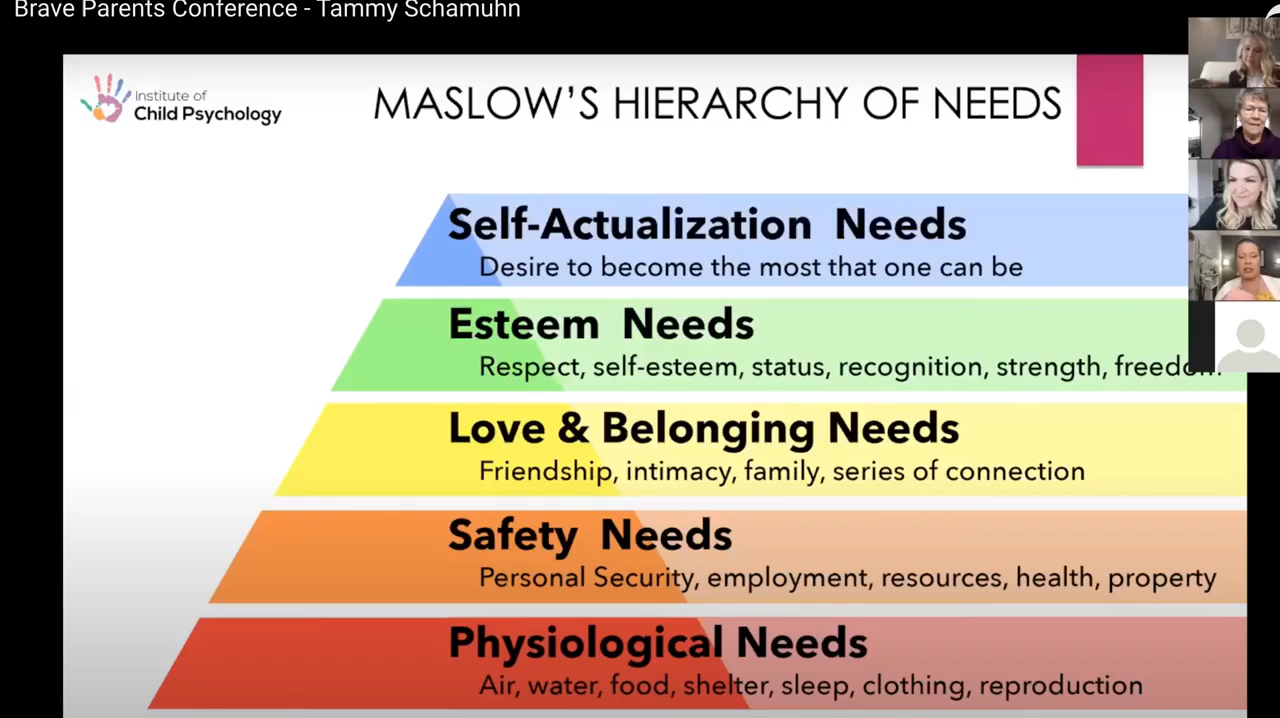 Brave Parents Conference - Tammy Schamuhn
Institute of
Child Psychology
MASLOW'S HIERARCHY OF NEEDS
Self-Actualization Needs
Desire to become the most that one can be
Esteem Needs
Respect, self-esteem, status, recognition, strength, freedom.
Love & Belonging Needs
Friendship, intimacy, family, series of connection
Safety Needs
Personal Security, employment, resources, health, property
Physiological Needs
Air, water, food, shelter, sleep, clothing, reproduction